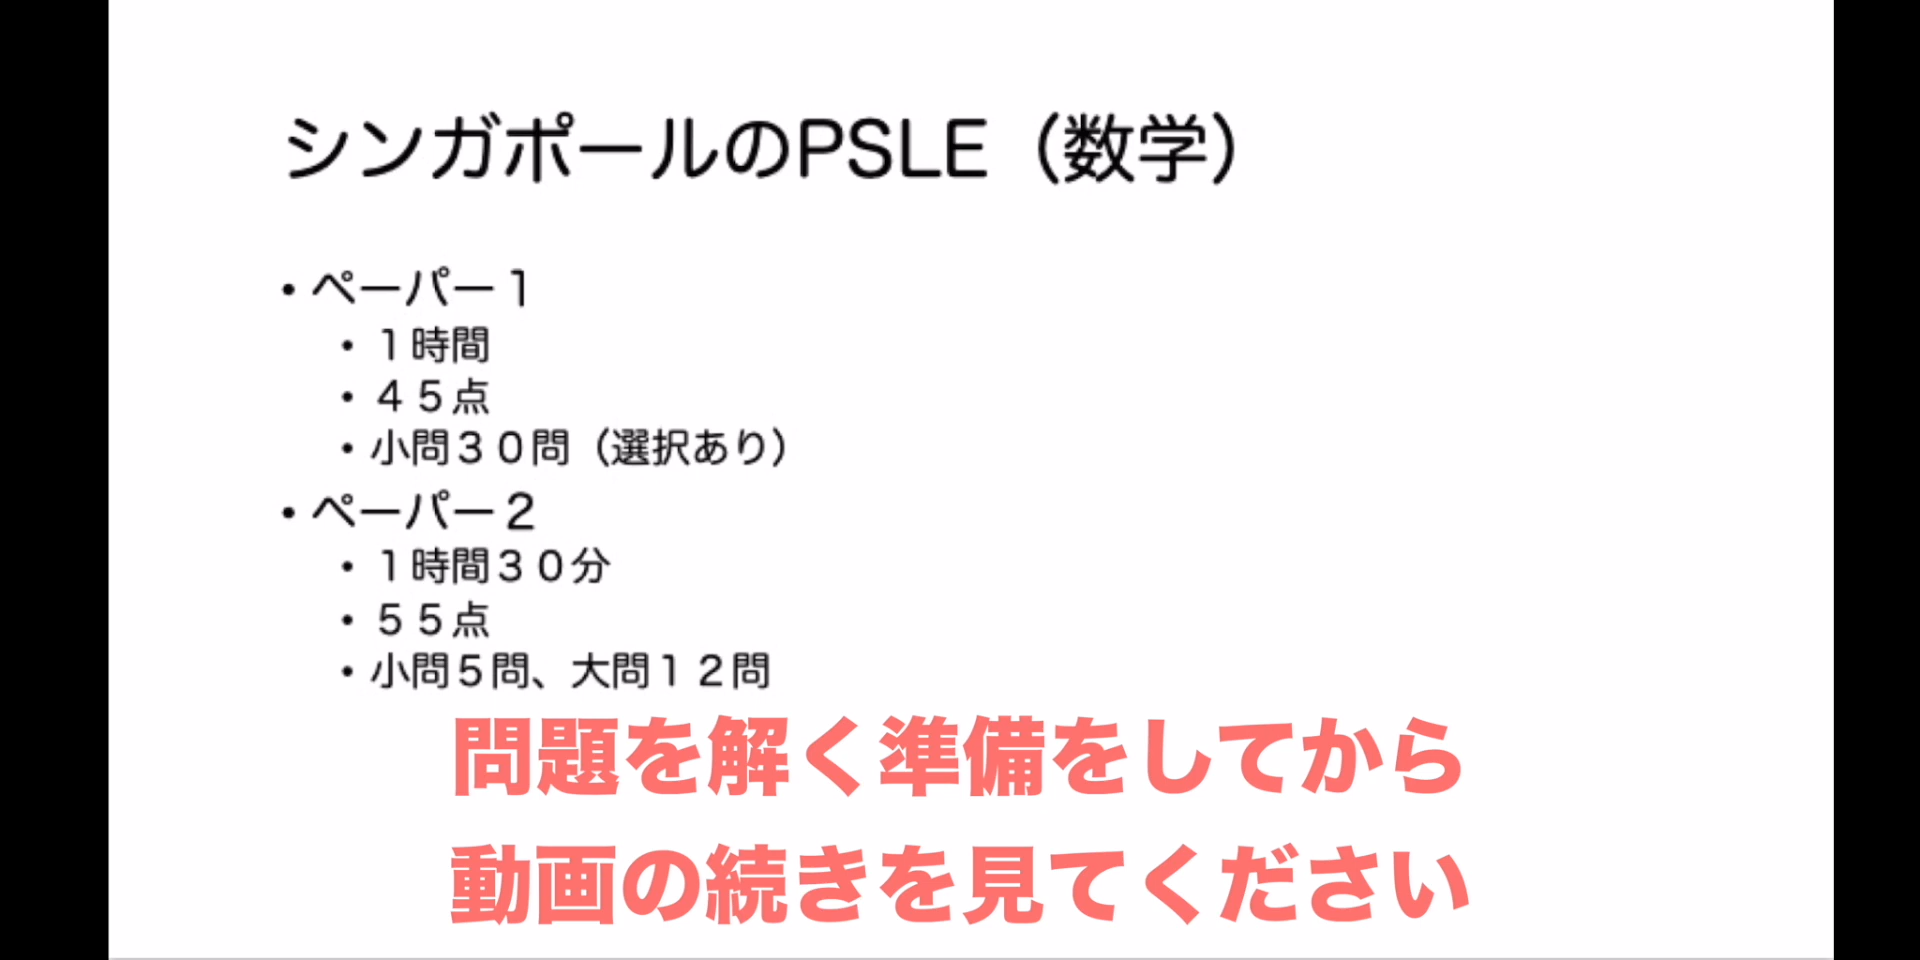 シンガポールのPSLE（数学）
・ペーパー１
・１時間
・４５点
・小問３０問（選択あり）
・ペーパー２
・１時間３０分
・５５点
・小問５問、大問１２問
問題を解く準備をしてから
動画の続きを見てください